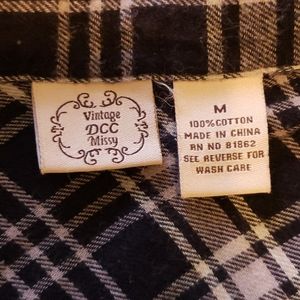 Vintage
DCC
Missy
M
100% COTTON
MADE IN CHINA
RN NO 81862
SEE REVERSE FOR
WASH CARE